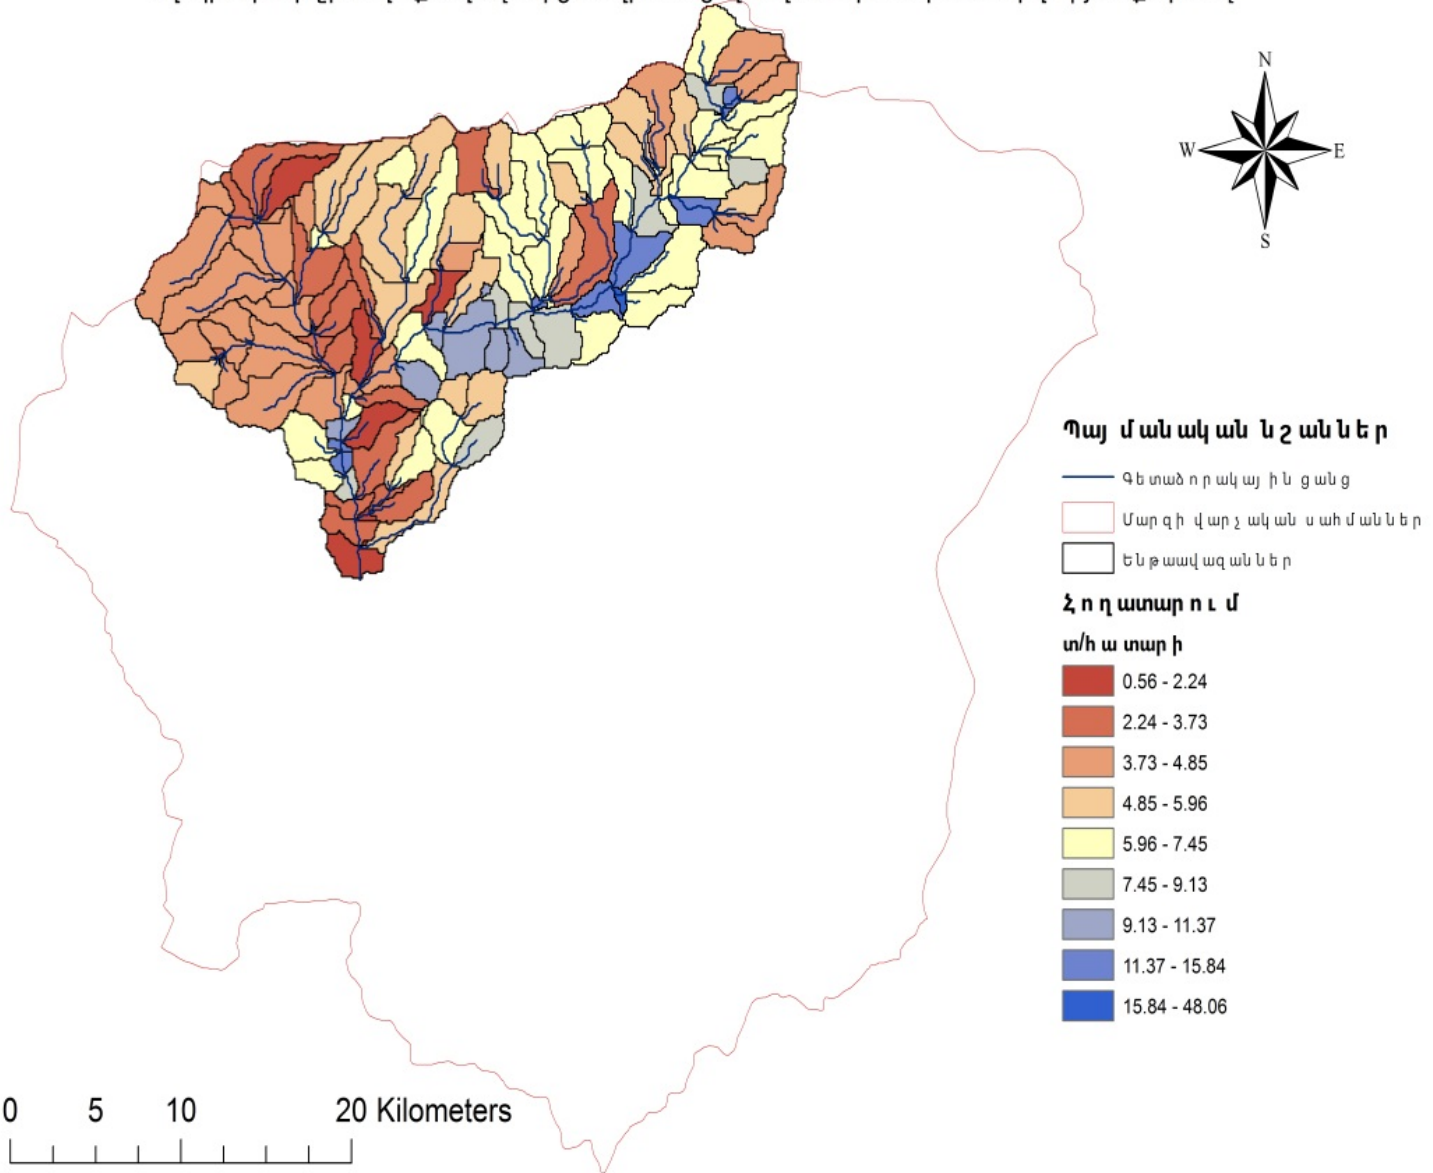 N
W E
S
Պայմանական նշաններ
Գետաձորակային ցանց
Մարզի վարչական սահմաններ
Ենթաավազաններ
Հողատարում
տ/հա տարի
0.56 - 2.24
2.24 - 3.73
3.73 - 4.85
4.85 - 5.96
5.96 - 7.45
7.45 - 9.13
9.13 - 11.37
11.37 - 15.84
15.84 - 48.06
0 5 10 20 Kilometers